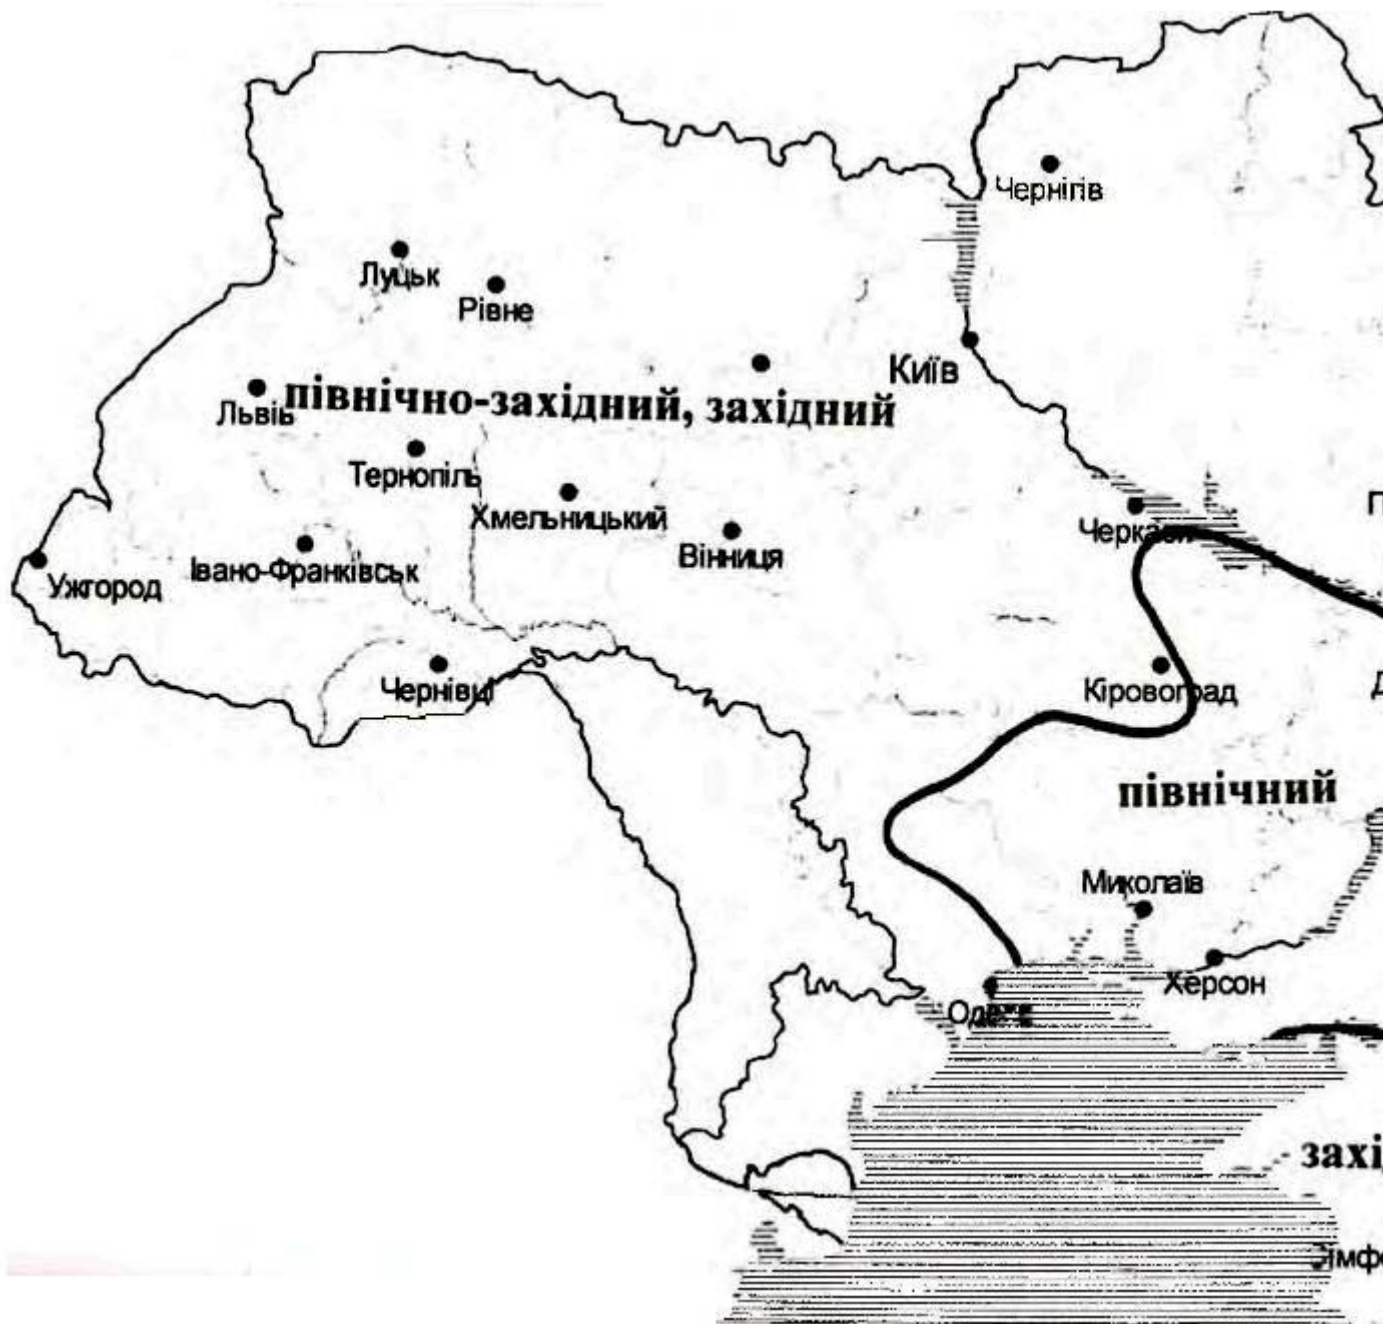 Чернігів
Луцьк
Рівне
Київ
північно-західний, західний
Львів
Тернопіль
Хмельницький
Черкаси
Вінниця
Івано-Франківськ
Ужгород
Чернівці
Кіровоград
північний
Миколаїв
Херсон
Одеса